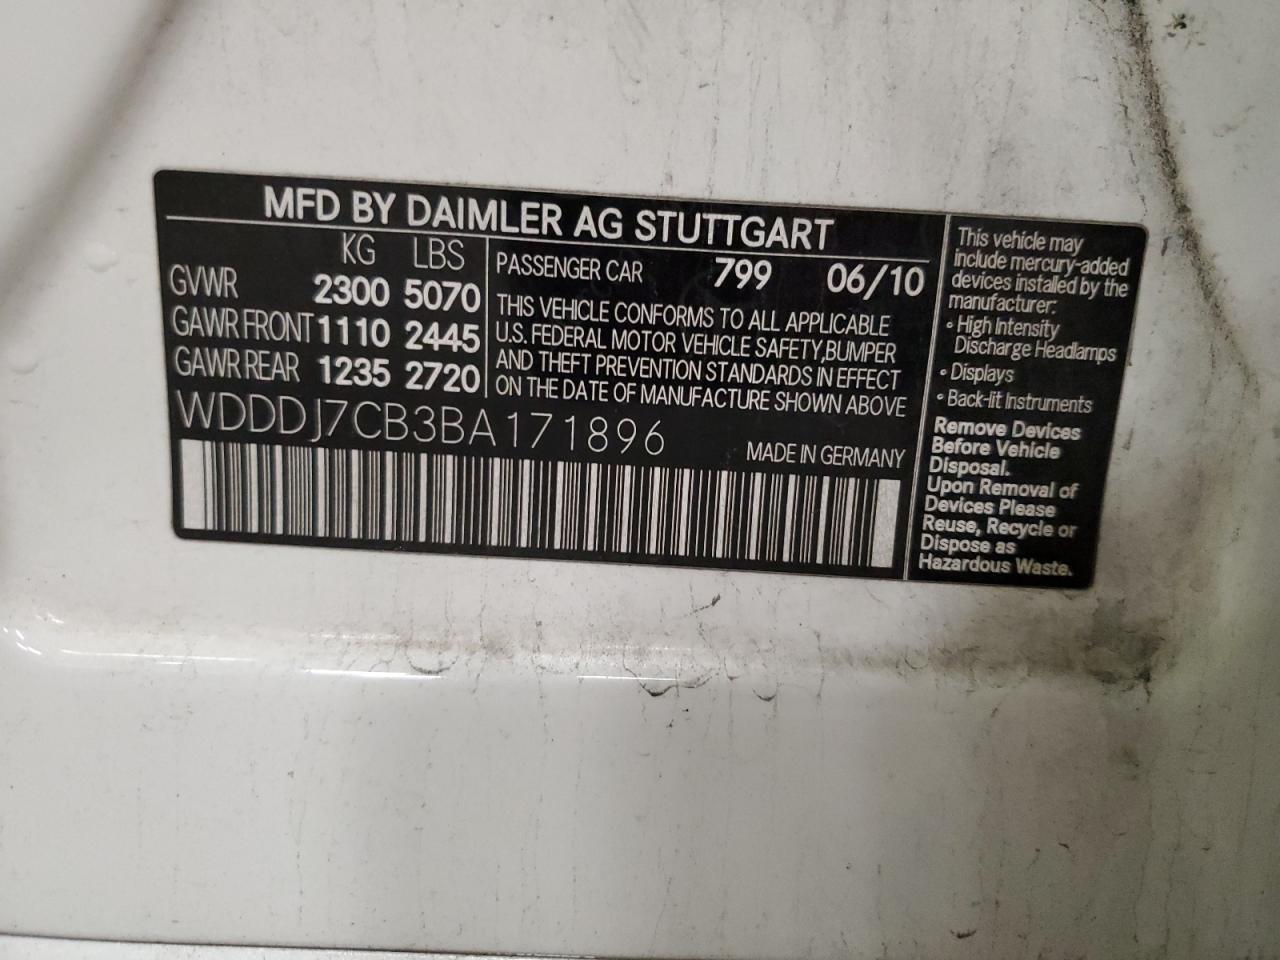 MFD BY DAIMLER AG STUTTGART
KG LBS
GVWR 2300 5070
GAWR FRONT 1110 2445
GAWR REAR 1235 2720
PASSENGER CAR 799 06/10
THIS VEHICLE CONFORMS TO ALL APPLICABLE
U.S. FEDERAL MOTOR VEHICLE SAFETY,BUMPER
AND THEFT PREVENTION STANDARDS IN EFFECT
ON THE DATE OF MANUFACTURE SHOWN ABOVE
WDDDJ7CB3BA171896
MADE IN GERMANY
This vehicle may
include mercury-added
devices installed by the
manufacturer:
• High Intensity
Discharge Headlamps
• Displays
• Back-lit Instruments
Remove Devices
Before Vehicle
Disposal.
Upon Removal of
Devices Please
Reuse, Recycle or
Dispose as
Hazardous Waste.